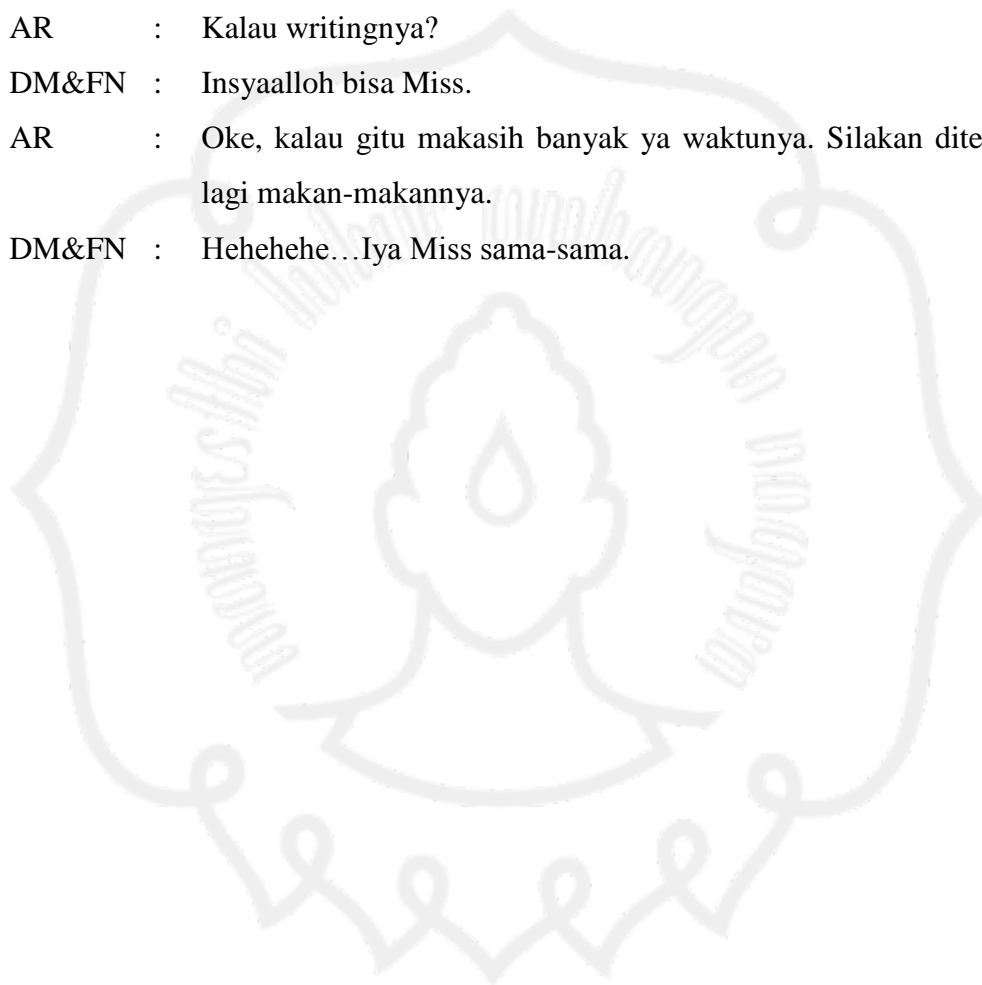 AR : Kalau writingnya?
DM&FN : Insyaalloh bisa Miss.
AR : Oke, kalau gitu makasih banyak ya waktunya. Silakan dite
lagi makan-makannya.
DM&FN : Hehehehe…Iya Miss sama-sama.